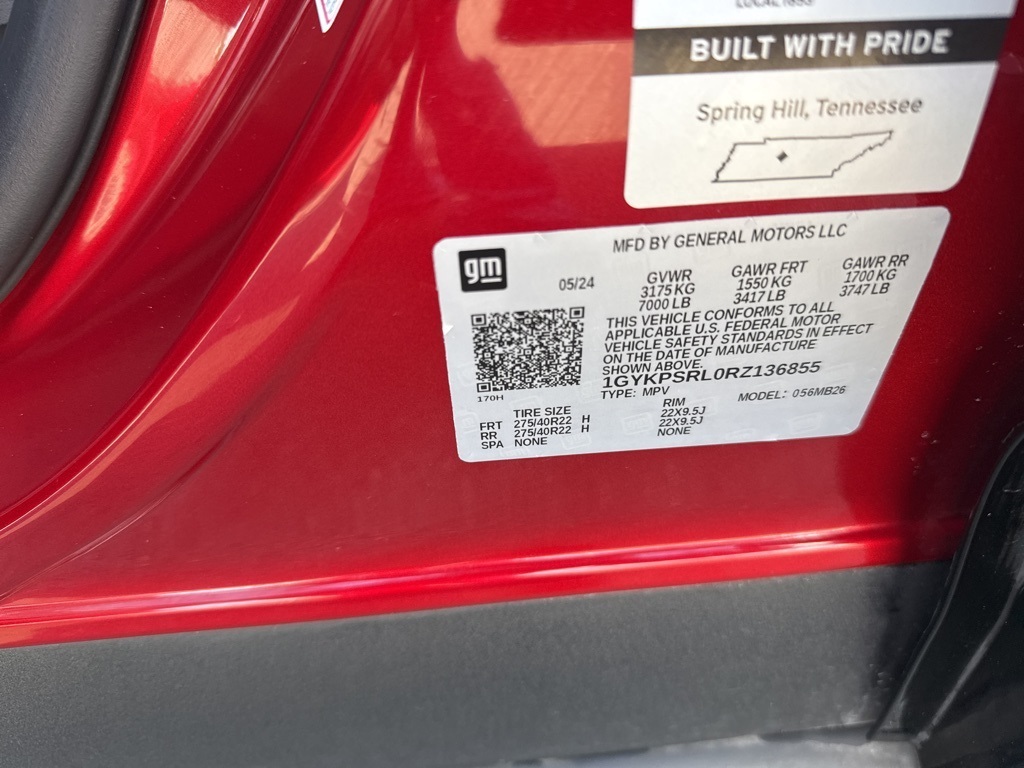 LOCAL 1853
BUILT WITH PRIDE
Spring Hill, Tennessee
gm
MFD BY GENERAL MOTORS LLC
05/24
GVWR
3175 KG
7000 LB
GAWR FRT
1550 KG
3417 LB
GAWR RR
1700 KG
3747 LB
THIS VEHICLE CONFORMS TO ALL
APPLICABLE U.S. FEDERAL MOTOR
VEHICLE SAFETY STANDARDS IN EFFECT
ON THE DATE OF MANUFACTURE
SHOWN ABOVE.
1GYKPSRL0RZ136855
TYPE: MPV
MODEL: 056MB26
170H
TIRE SIZE RIM
FRT 275/40R22 H 22X9.5J
RR 275/40R22 H 22X9.5J
SPA NONE NONE